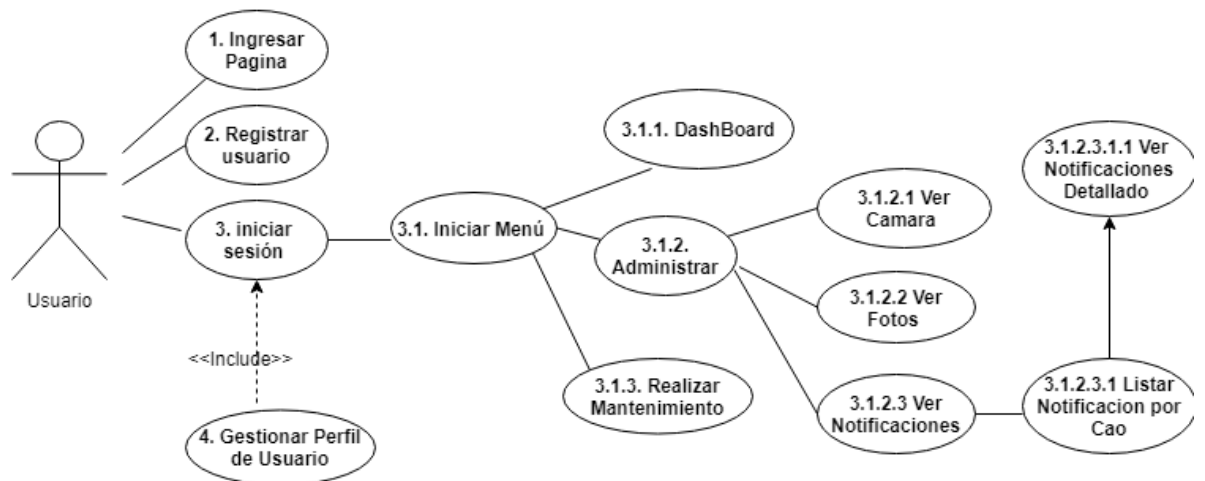 1. Ingresar
Pagina
2. Registrar
usuario
3. iniciar
sesión
Usuario
<<Include>>
4. Gestionar Perfil
de Usuario
3.1. Iniciar Menú
3.1.1. DashBoard
3.1.2.
Administrar
3.1.3. Realizar
Mantenimiento
3.1.2.1 Ver
Camara
3.1.2.2 Ver
Fotos
3.1.2.3 Ver
Notificaciones
3.1.2.3.1.1 Ver
Notificaciones
Detallado
3.1.2.3.1 Listar
Notificacion por
Cao